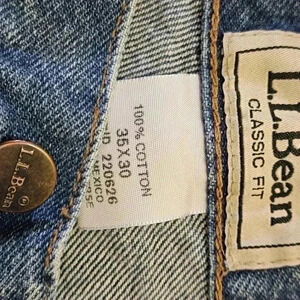 L.L.Bean
®
100% COTTON
35X30
ID 220626
MEXICO
L.L.Bean
CLASSIC FIT